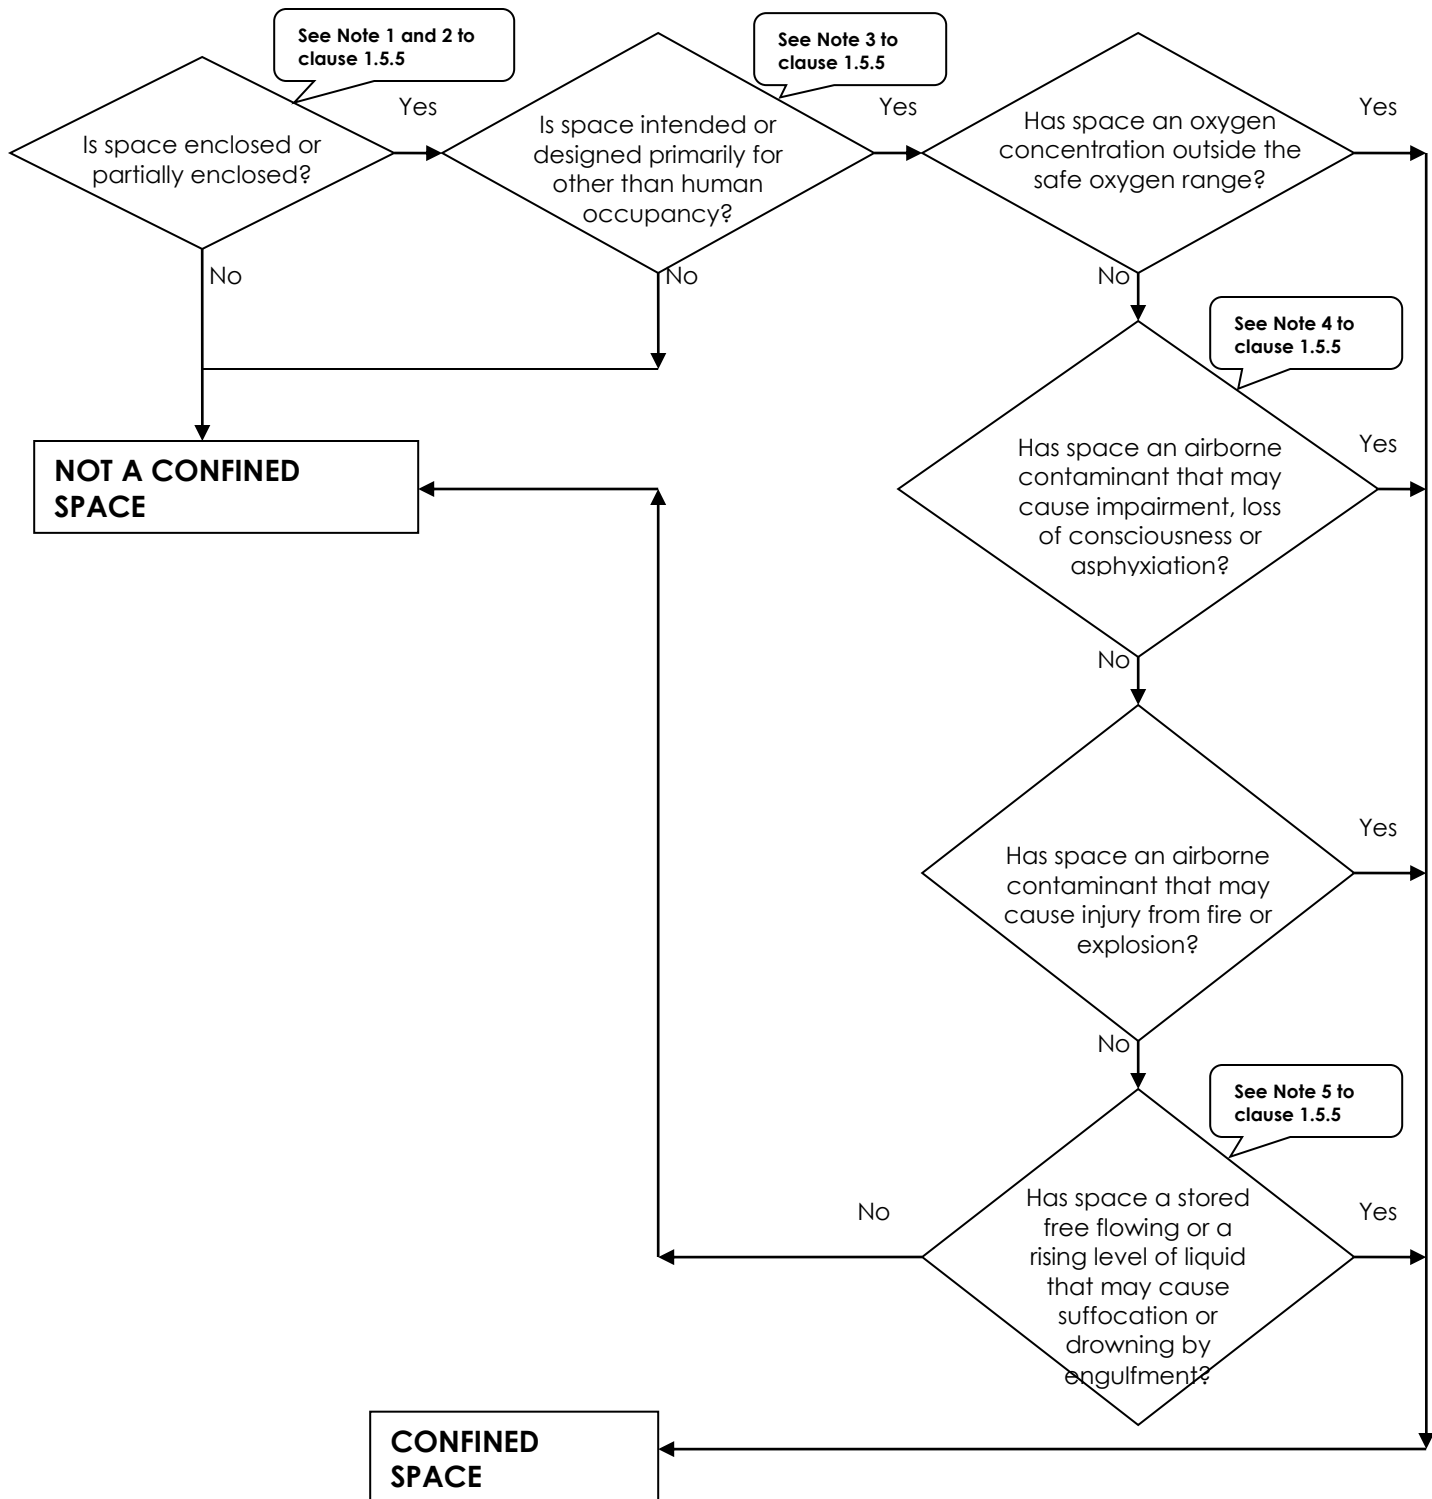 See Note 1 and 2 to
clause 1.5.5
See Note 3 to
clause 1.5.5
Yes
Yes
Yes
Is space enclosed or
partially enclosed?
Is space intended or
designed primarily for
other than human
occupancy?
Has space an oxygen
concentration outside the
safe oxygen range?
No
No
No
See Note 4 to
clause 1.5.5
NOT A CONFINED
SPACE
Has space an airborne
contaminant that may
cause impairment, loss
of consciousness or
asphyxiation?
Yes
No
Has space an airborne
contaminant that may
cause injury from fire or
explosion?
Yes
No
See Note 5 to
clause 1.5.5
Has space a stored
free flowing or a
rising level of liquid
that may cause
suffocation or
drowning by
engulfment?
No
Yes
CONFINED
SPACE